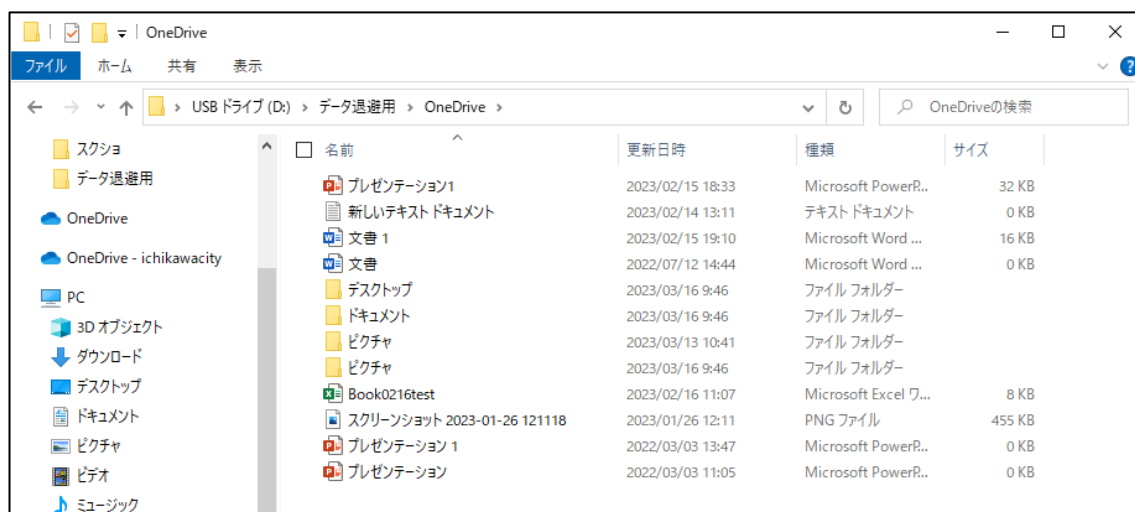 OneDrive
ファイル ホーム 共有 表示
USB ドライブ (D:) › データ退避用 › OneDrive › OneDriveの検索
スクショ
データ退避用
OneDrive
OneDrive - ichikawacity
PC
3D オブジェクト
ダウンロード
デスクトップ
ドキュメント
ピクチャ
ビデオ
ミュージック
名前 更新日時 種類 サイズ
プレゼンテーション1 2023/02/15 18:33 Microsoft PowerP... 32 KB
新しいテキスト ドキュメント 2023/02/14 13:11 テキスト ドキュメント 0 KB
文書 1 2023/02/15 19:10 Microsoft Word ... 16 KB
文書 2022/07/12 14:44 Microsoft Word ... 0 KB
デスクトップ 2023/03/16 9:46 ファイル フォルダー
ドキュメント 2023/03/16 9:46 ファイル フォルダー
ピクチャ 2023/03/13 10:41 ファイル フォルダー
ピクチャ 2023/03/16 9:46 ファイル フォルダー
Book0216test 2023/02/16 11:07 Microsoft Excel ワ... 8 KB
スクリーンショット 2023-01-26 121118 2023/01/26 12:11 PNG ファイル 455 KB
プレゼンテーション 1 2022/03/03 13:47 Microsoft PowerP... 0 KB
プレゼンテーション 2022/03/03 11:05 Microsoft PowerP... 0 KB